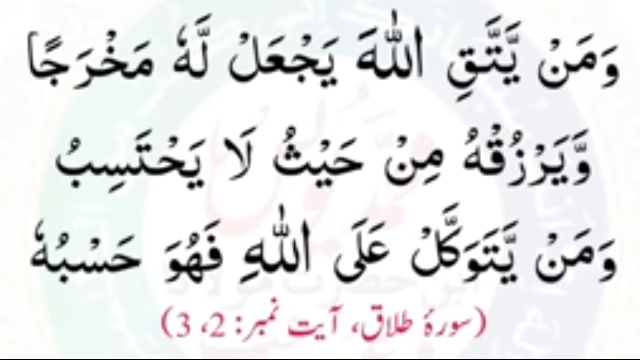 وَمَنْ يَّتَّقِ اللّٰهَ يَجْعَلْ لَّهٗ مَخْرَجًا
وَّيَرْزُقْهُ مِنْ حَيْثُ لَا يَحْتَسِبُ
وَمَنْ يَّتَوَكَّلْ عَلَى اللّٰهِ فَهُوَ حَسْبُهٗ
(سورۂ طلاق، آیت نمبر: 2، 3)